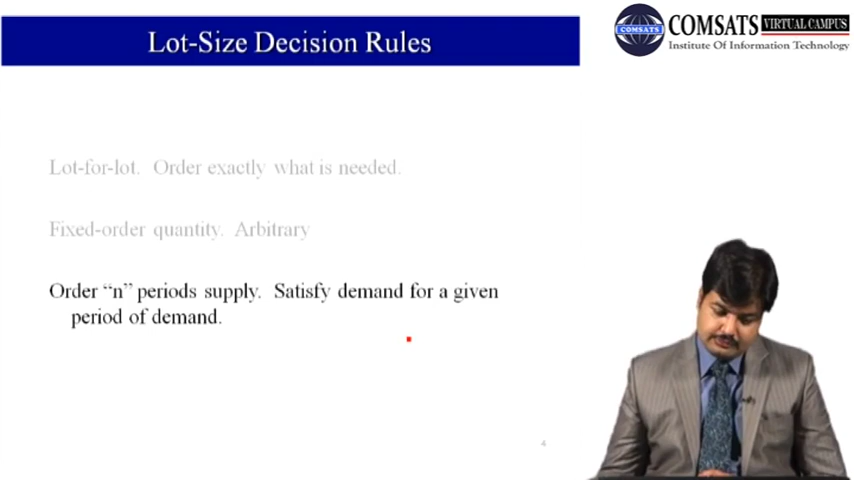 Lot-Size Decision Rules
COMSATS
COMSATS VIRTUAL CAMPUS
Institute Of Information Technology
Lot-for-lot. Order exactly what is needed.
Fixed-order quantity. Arbitrary
Order “n” periods supply. Satisfy demand for a given
period of demand.
4